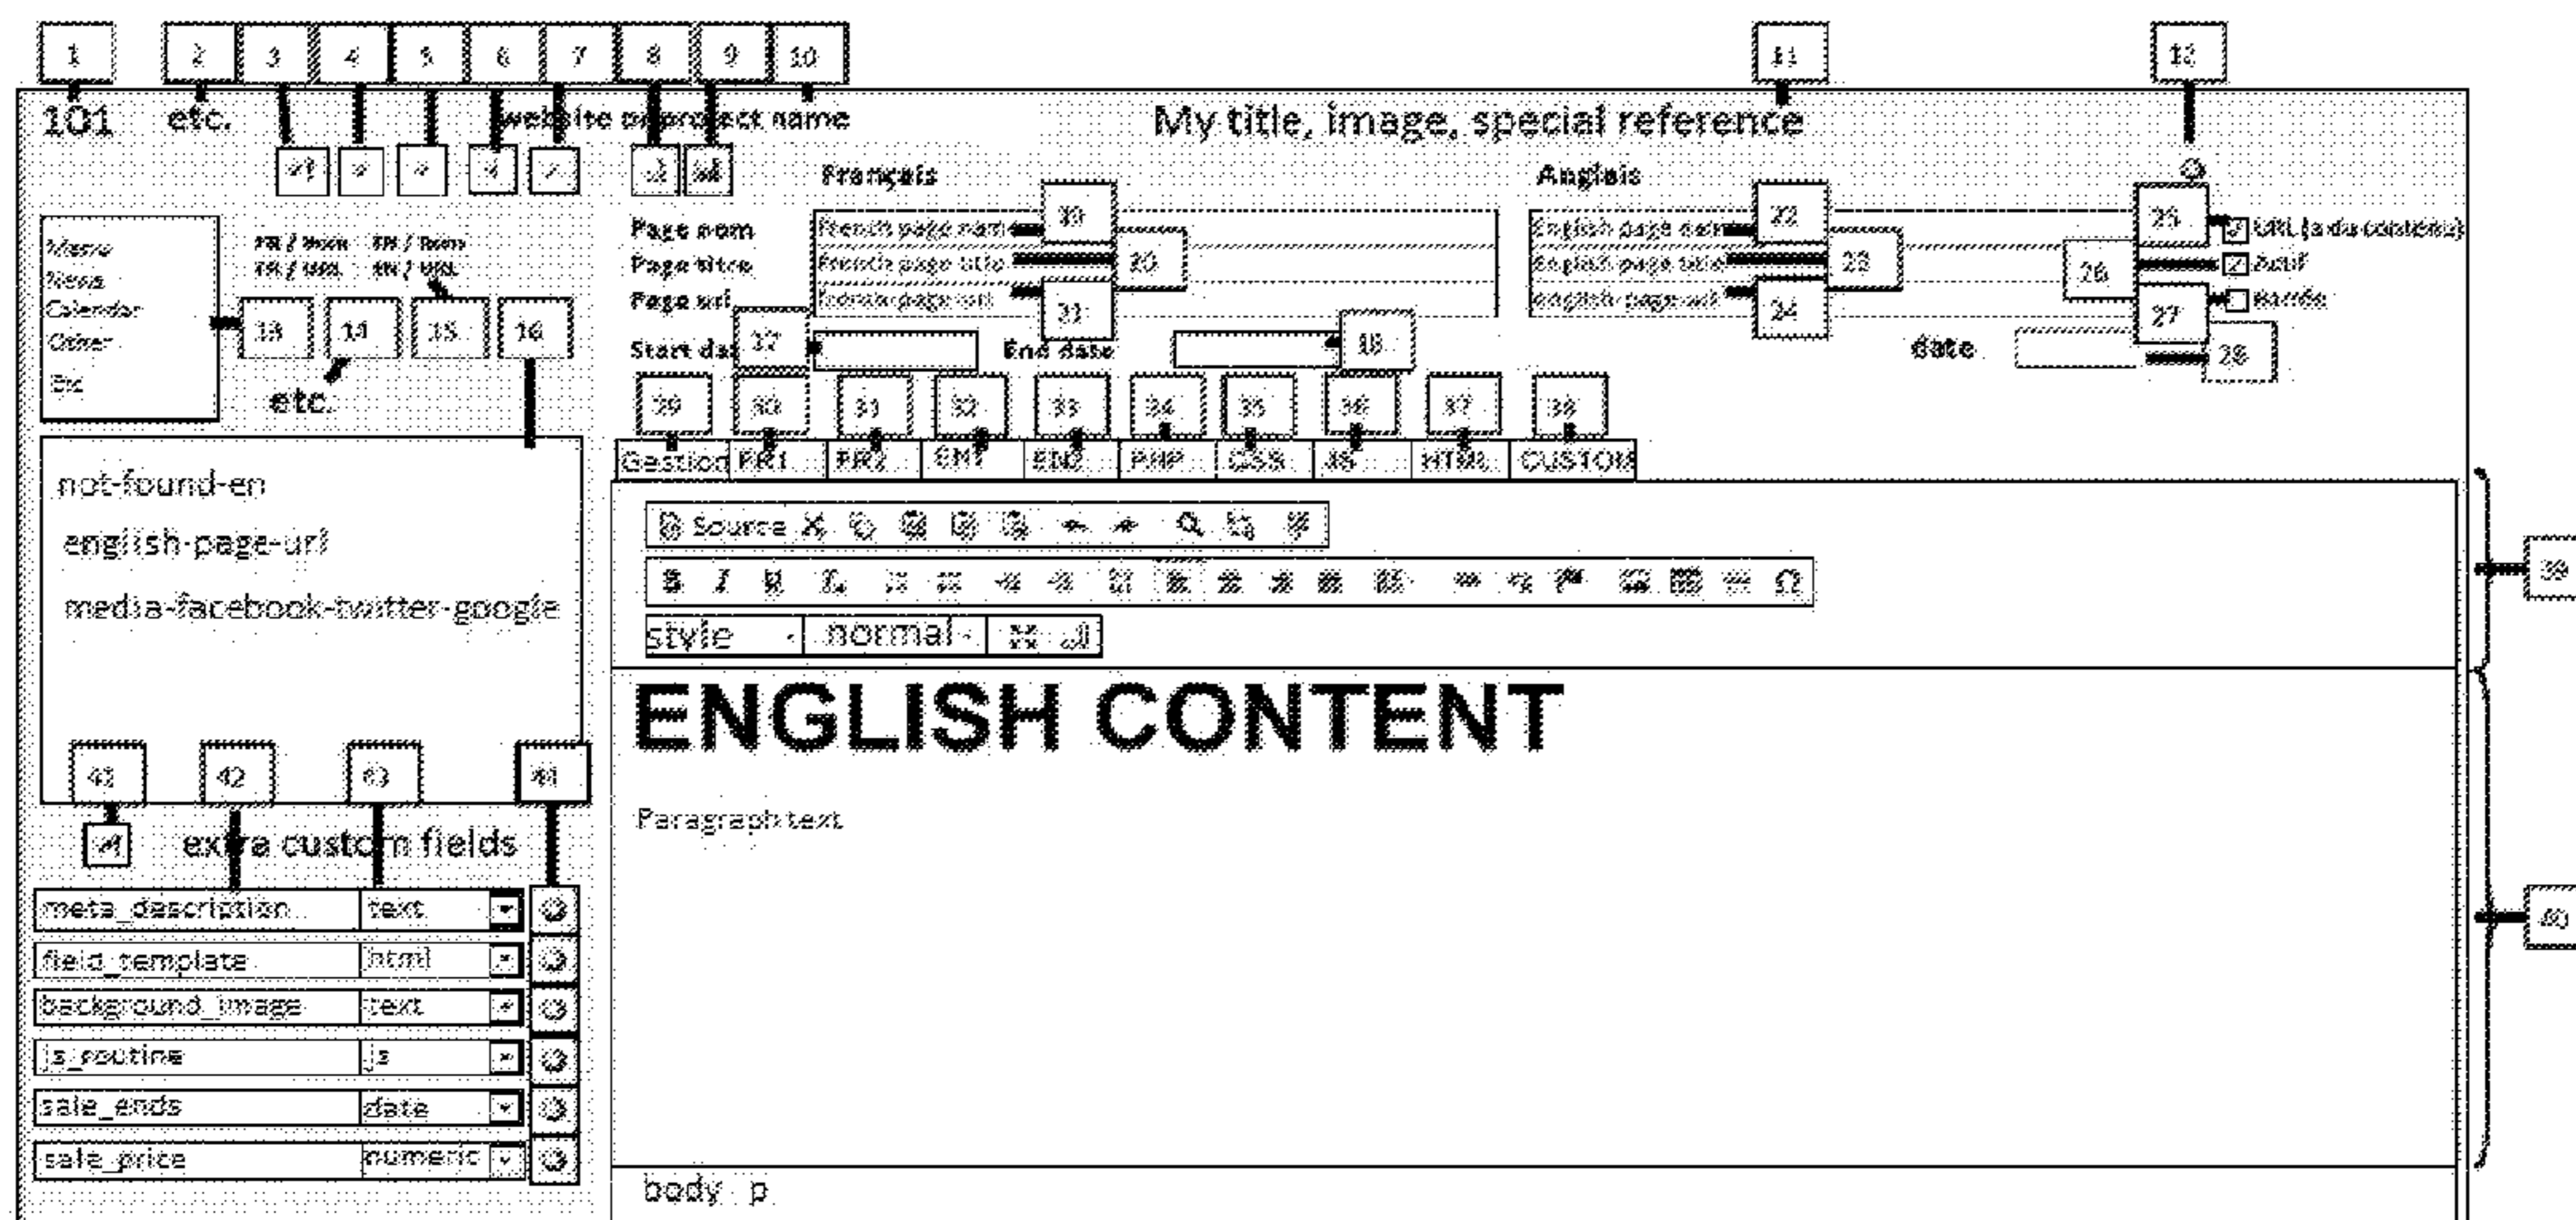 1 2 3 4 5 6 7 8 9 10 11 12
101 etc. website or project name My title, image, special reference
Français Anglais
Menu
News
Calendar
Other
Etc
FR / Nom EN / Nom
FR / URL EN / URL
13 14 15 16
etc.
Page nom French page name 22 25 URL (a du contenu)
Page titre French page title 20 English page title 23 26 Actif
Page url french-page-url 21 english-page-url 24 27
Start date 17 End date 18 date 28
29 30 31 32 33 34 35 36 37 38
Gestion FR1 FR2 EN1 EN2 PHP CSS JS HTML CUSTOM
not-found-en
english-page-url
media-facebook-twitter-google
Source
B I U Ω
style normal
39
ENGLISH CONTENT
Paragraph text
40
41 42 43 44
extra custom fields
meta_description text
field_template html
background_image text
js_routine js
sale_ends date
sale_price numeric
body p